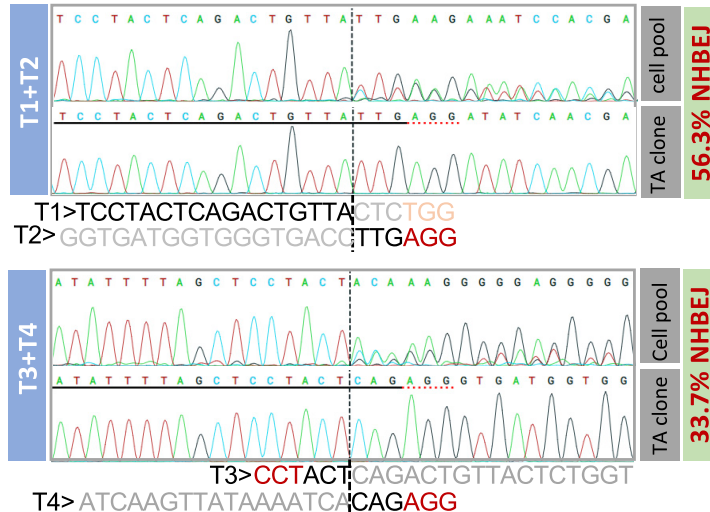 T1+T2
T C C T A C T C A G A C T G T T A T T G A A G A A A T C C A C G A
cell pool
T C C T A C T C A G A C T G T T A T T G A G G A T A T C A A C G A
TA clone
56.3% NHBEJ
T1>TCCTACTCAGACTGTTACTCTGG
T2>GGTGATGGTGGGTGACCTTGAGG
T3+T4
A T A T T T T A G C T C C T A C T A C A A A G G G G G A G G G G G
Cell pool
A T A T T T T A G C T C C T A C T C A G A G G G T G A T G G T G G
TA clone
33.7% NHBEJ
T3>CCTACTCAGACTGTTACTCTGGT
T4>ATCAAGTTATAAAATCACAGAGG